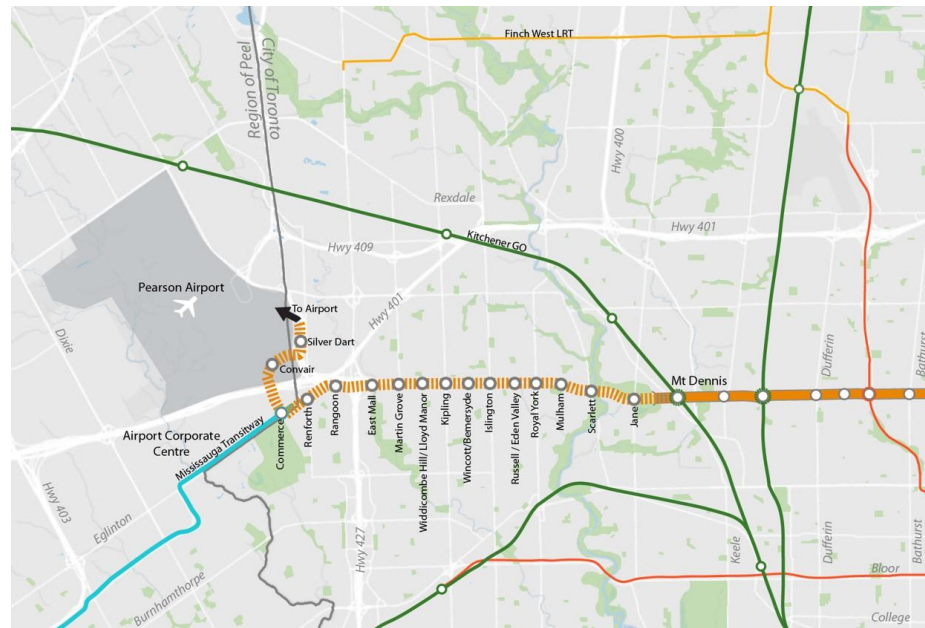 Finch West LRT
Region of Peel
City of Toronto
Hwy 400
Rexdale
Kitchener GO
Hwy 401
Hwy 409
Pearson Airport
To Airport
Hwy 401
Dixie
Silver Dart
Convair
Dufferin
Bathurst
Mt Dennis
Airport Corporate
Centre
Mississauga Transitway
Commerce
Renforth
Rangoon
East Mall
Martin Grove
Widdicombe Hill/ Lloyd Manor
Kipling
Wincott/Bemersyde
Islington
Russell / Eden Valley
Royal York
Mulham
Scarlett
Jane
Hwy 403
Eglinton
Hwy 427
Keele
Dufferin
Bathurst
Bloor
Burnhamthorpe
College